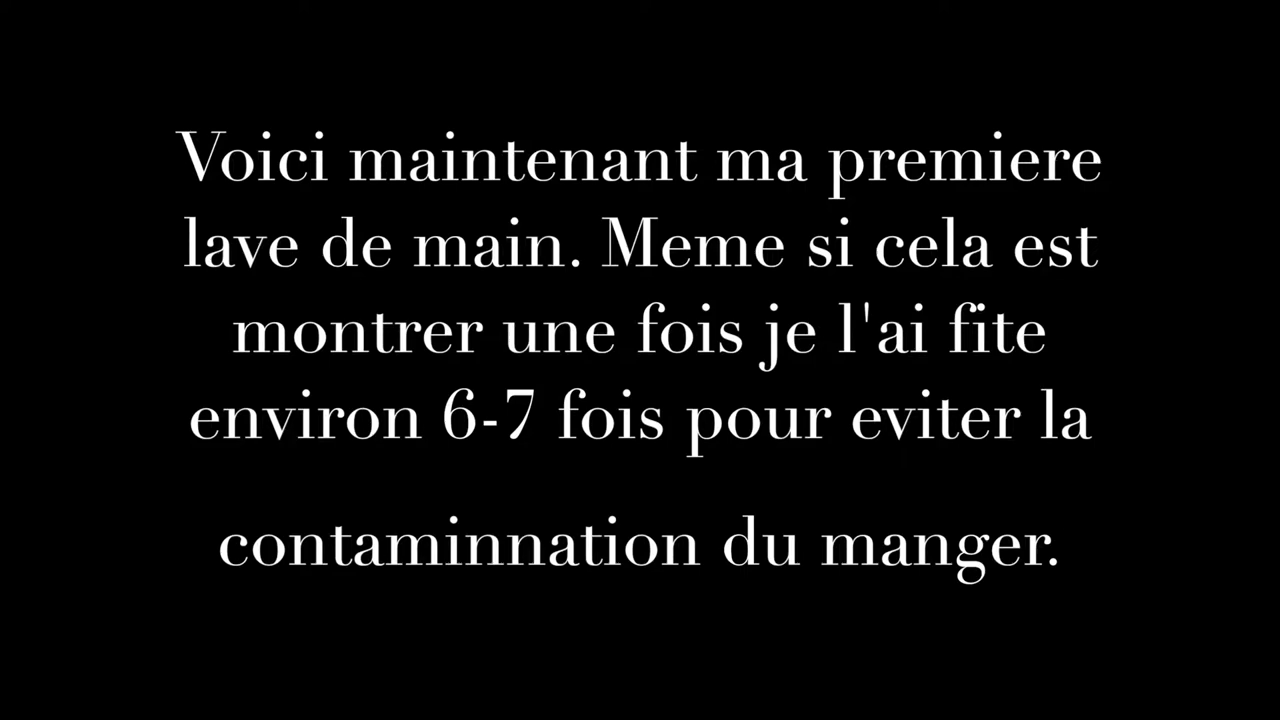 Voici maintenant ma premiere
lave de main. Meme si cela est
montrer une fois je l'ai fite
environ 6-7 fois pour eviter la
contaminnation du manger.